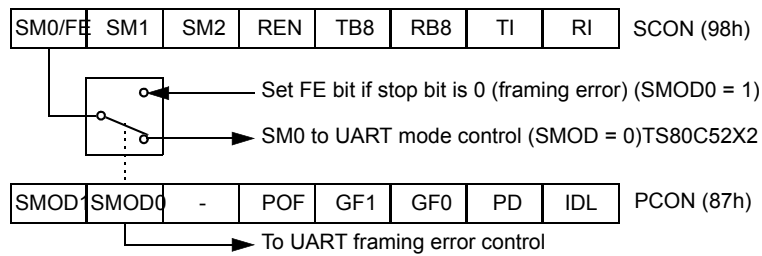 SM0/FE SM1 SM2 REN TB8 RB8 TI RI SCON (98h)
Set FE bit if stop bit is 0 (framing error) (SMOD0 = 1)
SM0 to UART mode control (SMOD = 0)TS80C52X2
SMOD1 SMOD0 - POF GF1 GF0 PD IDL PCON (87h)
To UART framing error control